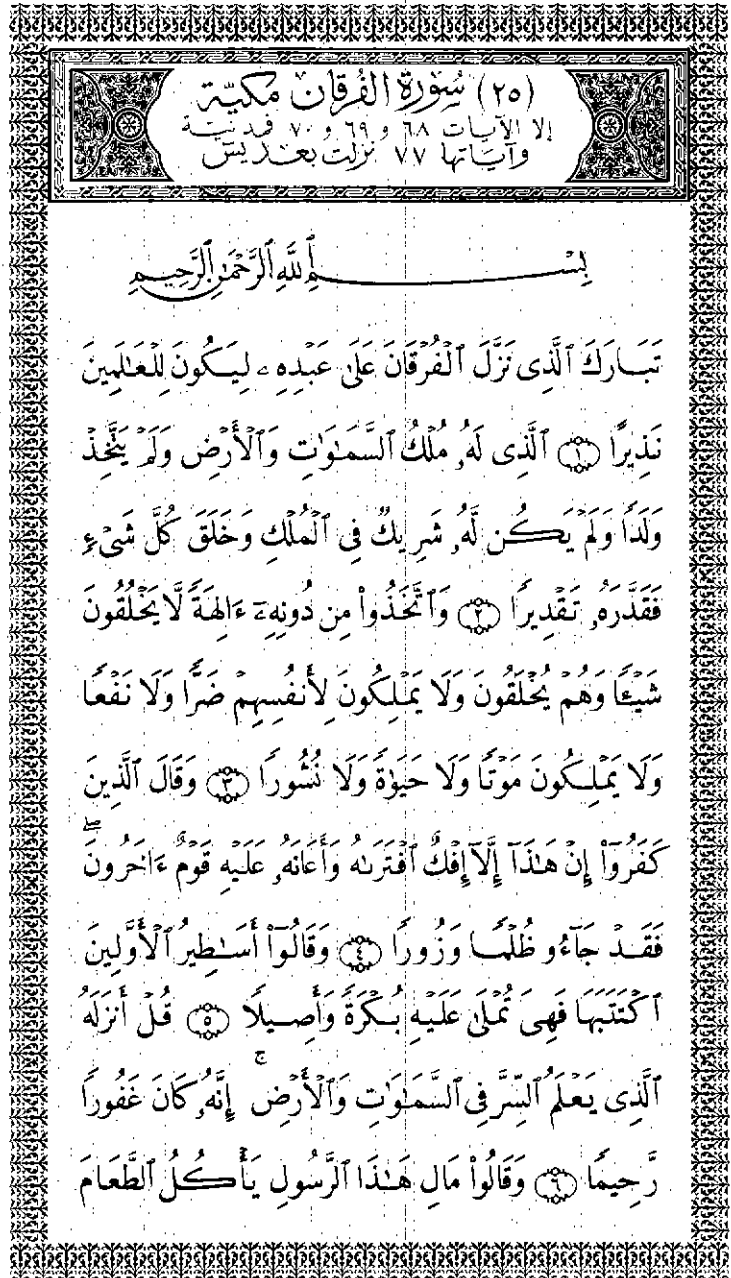 (٢٥) سُورَةُ الفُرقان مكيّة
إلا الآيات ٦٨ و ٦٩ و ٧٠ فمدنية
وآياتها ٧٧ نزلت بعد يس
بِسْمِ ٱللَّهِ ٱلرَّحْمَٰنِ ٱلرَّحِيمِ
تَبَارَكَ ٱلَّذِى نَزَّلَ ٱلْفُرْقَانَ عَلَىٰ عَبْدِهِۦ لِيَكُونَ لِلْعَٰلَمِينَ
نَذِيرًا ﴿١﴾ ٱلَّذِى لَهُۥ مُلْكُ ٱلسَّمَٰوَٰتِ وَٱلْأَرْضِ وَلَمْ يَتَّخِذْ
وَلَدًا وَلَمْ يَكُن لَّهُۥ شَرِيكٌ فِى ٱلْمُلْكِ وَخَلَقَ كُلَّ شَىْءٍ
فَقَدَّرَهُۥ تَقْدِيرًا ﴿٢﴾ وَٱتَّخَذُوا۟ مِن دُونِهِۦٓ ءَالِهَةً لَّا يَخْلُقُونَ
شَيْـًٔا وَهُمْ يُخْلَقُونَ وَلَا يَمْلِكُونَ لِأَنفُسِهِمْ ضَرًّا وَلَا نَفْعًا
وَلَا يَمْلِكُونَ مَوْتًا وَلَا حَيَوٰةً وَلَا نُشُورًا ﴿٣﴾ وَقَالَ ٱلَّذِينَ
كَفَرُوٓا۟ إِنْ هَٰذَآ إِلَّآ إِفْكٌ ٱفْتَرَىٰهُ وَأَعَانَهُۥ عَلَيْهِ قَوْمٌ ءَاخَرُونَ ۖ
فَقَدْ جَآءُو ظُلْمًا وَزُورًا ﴿٤﴾ وَقَالُوٓا۟ أَسَٰطِيرُ ٱلْأَوَّلِينَ
ٱكْتَتَبَهَا فَهِىَ تُمْلَىٰ عَلَيْهِ بُكْرَةً وَأَصِيلًا ﴿٥﴾ قُلْ أَنزَلَهُ
ٱلَّذِى يَعْلَمُ ٱلسِّرَّ فِى ٱلسَّمَٰوَٰتِ وَٱلْأَرْضِ ۚ إِنَّهُۥ كَانَ غَفُورًا
رَّحِيمًا ﴿٦﴾ وَقَالُوا۟ مَالِ هَٰذَا ٱلرَّسُولِ يَأْكُلُ ٱلطَّعَامَ